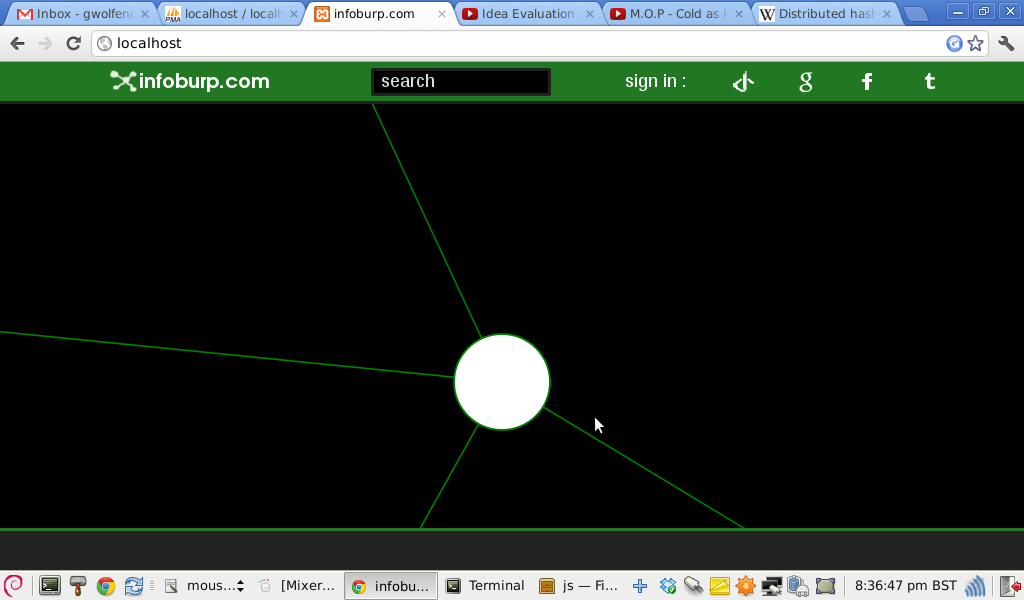 Inbox - gwolfend
localhost / localh
infoburp.com
Idea Evaluation
M.O.P - Cold as I
Distributed hash
localhost
infoburp.com
search
sign in :
g
f
t
mous...
[Mixer...
infobu...
Terminal
js — Fi...
8:36:47 pm BST